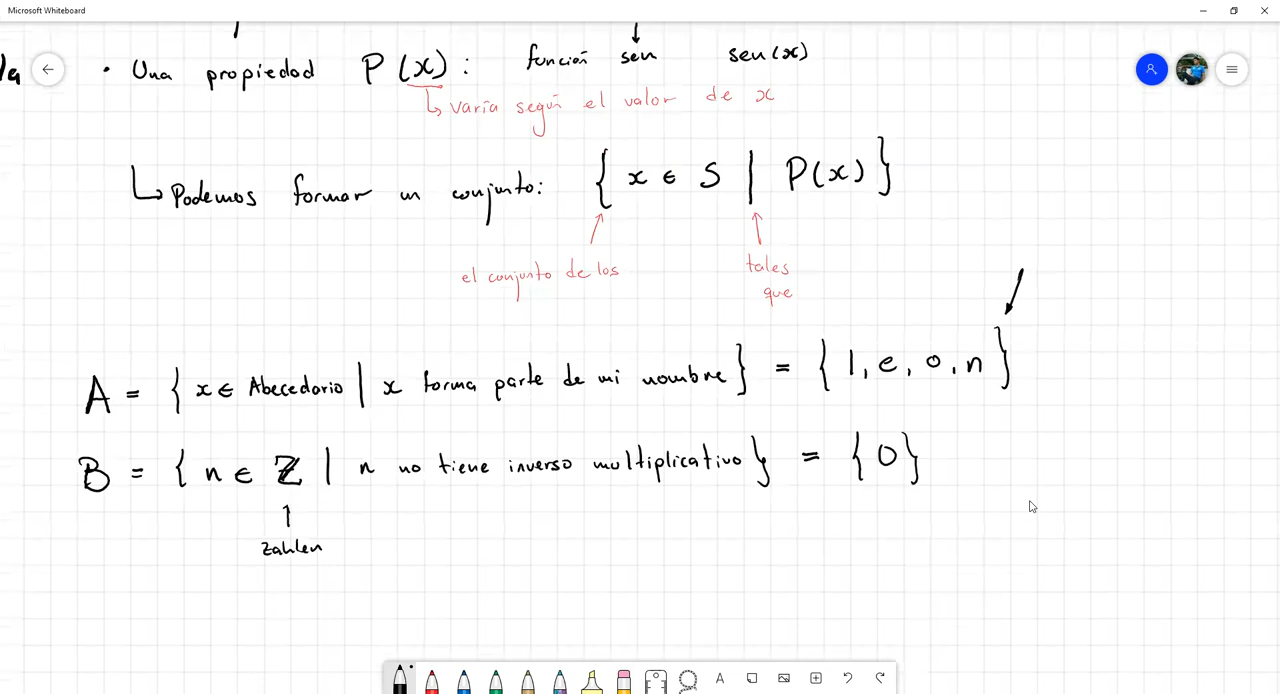 Microsoft Whiteboard
• Una propiedad P(x): función sen sen(x)
↳ varía según el valor de x
↳ Podemos formar un conjunto: { x ∈ S | P(x) }
el conjunto de los tales que
A = { x ∈ Abecedario | x forma parte de mi nombre } = { l, e, o, n }
B = { n ∈ ℤ | n no tiene inverso multiplicativo } = { 0 }
↑
Zahlen